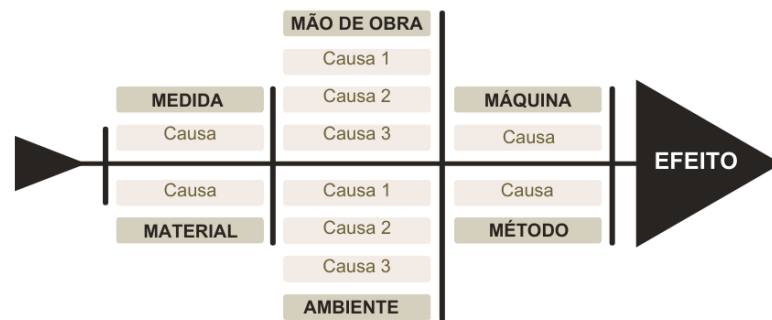 MÃO DE OBRA
Causa 1
Causa 2
Causa 3
MEDIDA
Causa
MÁQUINA
Causa
EFEITO
Causa
MATERIAL
Causa 1
Causa 2
Causa 3
AMBIENTE
Causa
MÉTODO